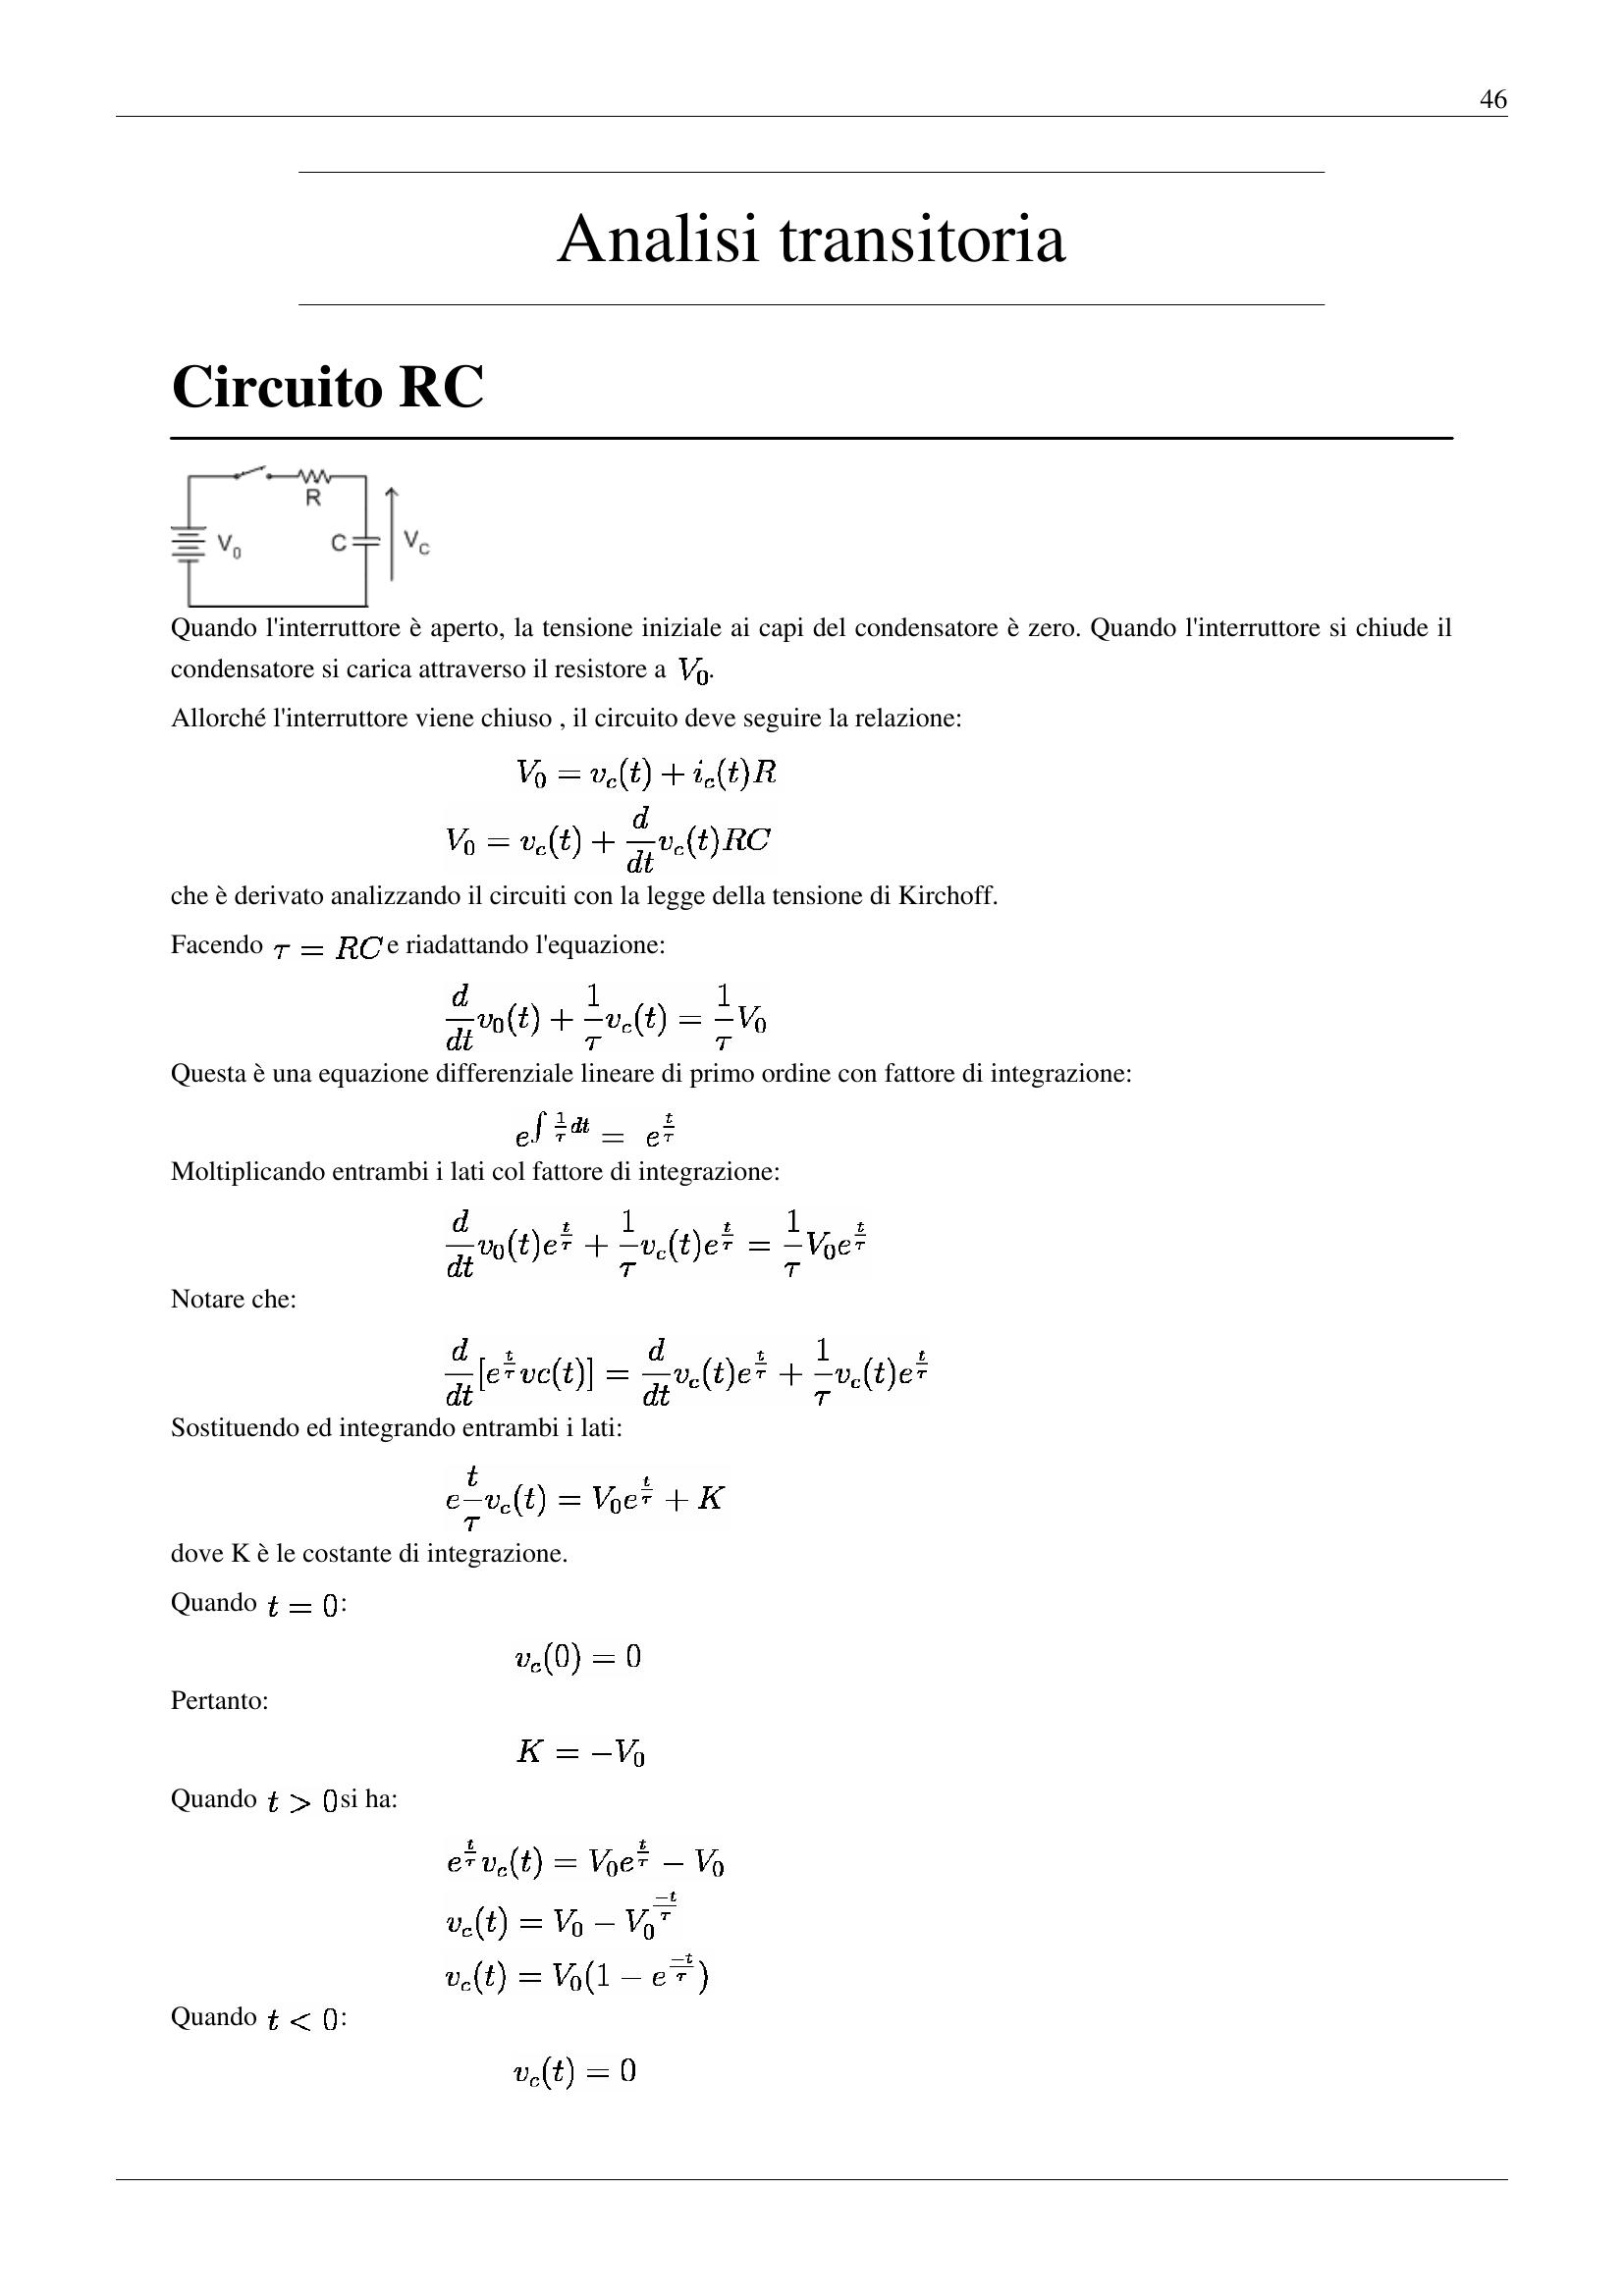 46
Analisi transitoria
Circuito RC
R
V0
C
VC
Quando l'interruttore è aperto, la tensione iniziale ai capi del condensatore è zero. Quando l'interruttore si chiude il
condensatore si carica attraverso il resistore a $V_0$.
Allorché l'interruttore viene chiuso , il circuito deve seguire la relazione:
$V_0 = v_c(t) + i_c(t)R$
$V_0 = v_c(t) + \frac{d}{dt}v_c(t)RC$
che è derivato analizzando il circuiti con la legge della tensione di Kirchoff.
Facendo $\tau = RC$ e riadattando l'equazione:
$\frac{d}{dt}v_0(t) + \frac{1}{\tau}v_c(t) = \frac{1}{\tau}V_0$
Questa è una equazione differenziale lineare di primo ordine con fattore di integrazione:
$e^{\int \frac{1}{\tau}dt} = e^{\frac{t}{\tau}}$
Moltiplicando entrambi i lati col fattore di integrazione:
$\frac{d}{dt}v_0(t)e^{\frac{t}{\tau}} + \frac{1}{\tau}v_c(t)e^{\frac{t}{\tau}} = \frac{1}{\tau}V_0e^{\frac{t}{\tau}}$
Notare che:
$\frac{d}{dt}[e^{\frac{t}{\tau}}vc(t)] = \frac{d}{dt}v_c(t)e^{\frac{t}{\tau}} + \frac{1}{\tau}v_c(t)e^{\frac{t}{\tau}}$
Sostituendo ed integrando entrambi i lati:
$e\frac{t}{\tau}v_c(t) = V_0e^{\frac{t}{\tau}} + K$
dove K è le costante di integrazione.
Quando $t = 0$:
$v_c(0) = 0$
Pertanto:
$K = -V_0$
Quando $t > 0$ si ha:
$e^{\frac{t}{\tau}}v_c(t) = V_0e^{\frac{t}{\tau}} - V_0$
$v_c(t) = V_0 - V_0^{\frac{-t}{\tau}}$
$v_c(t) = V_0(1 - e^{\frac{-t}{\tau}})$
Quando $t < 0$:
$v_c(t) = 0$